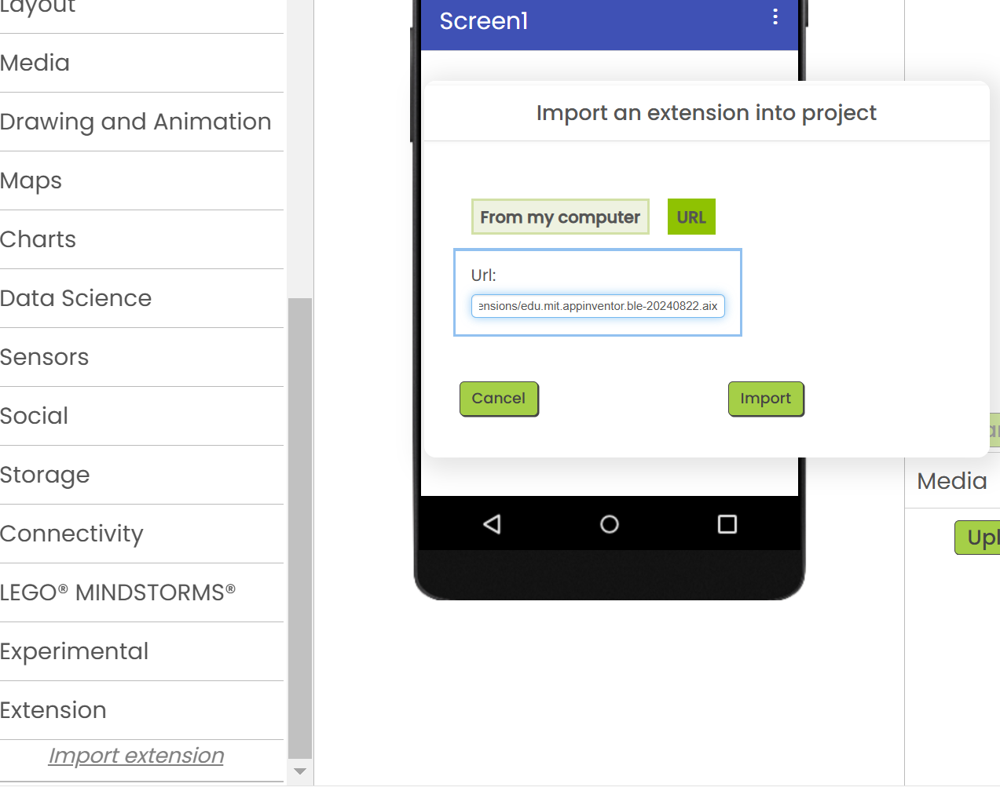 Layout
Media
Drawing and Animation
Maps
Charts
Data Science
Sensors
Social
Storage
Connectivity
LEGO® MINDSTORMS®
Experimental
Extension
Import extension
Screen1
Import an extension into project
From my computer
URL
Url:
ensions/edu.mit.appinventor.ble-20240822.aix
Cancel
Import
Media
Upl